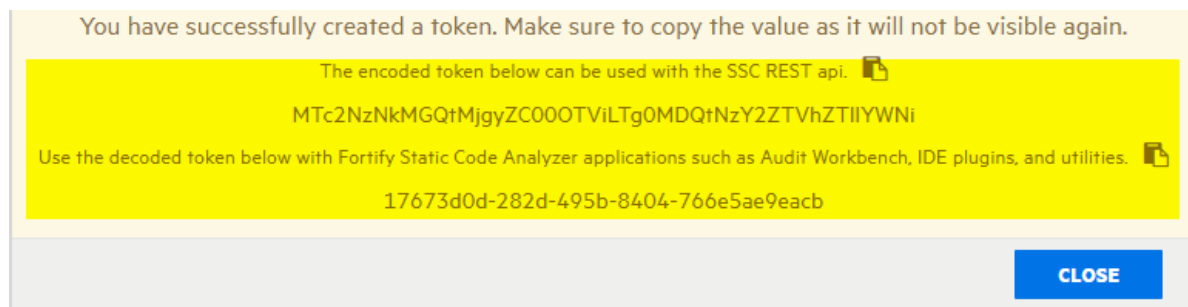 You have successfully created a token. Make sure to copy the value as it will not be visible again.
The encoded token below can be used with the SSC REST api.
MTc2NzNkMGQtMjgyZC00OTViLTg0MDQtNzY2ZTVhZTllYWNi
Use the decoded token below with Fortify Static Code Analyzer applications such as Audit Workbench, IDE plugins, and utilities.
17673d0d-282d-495b-8404-766e5ae9eacb
CLOSE